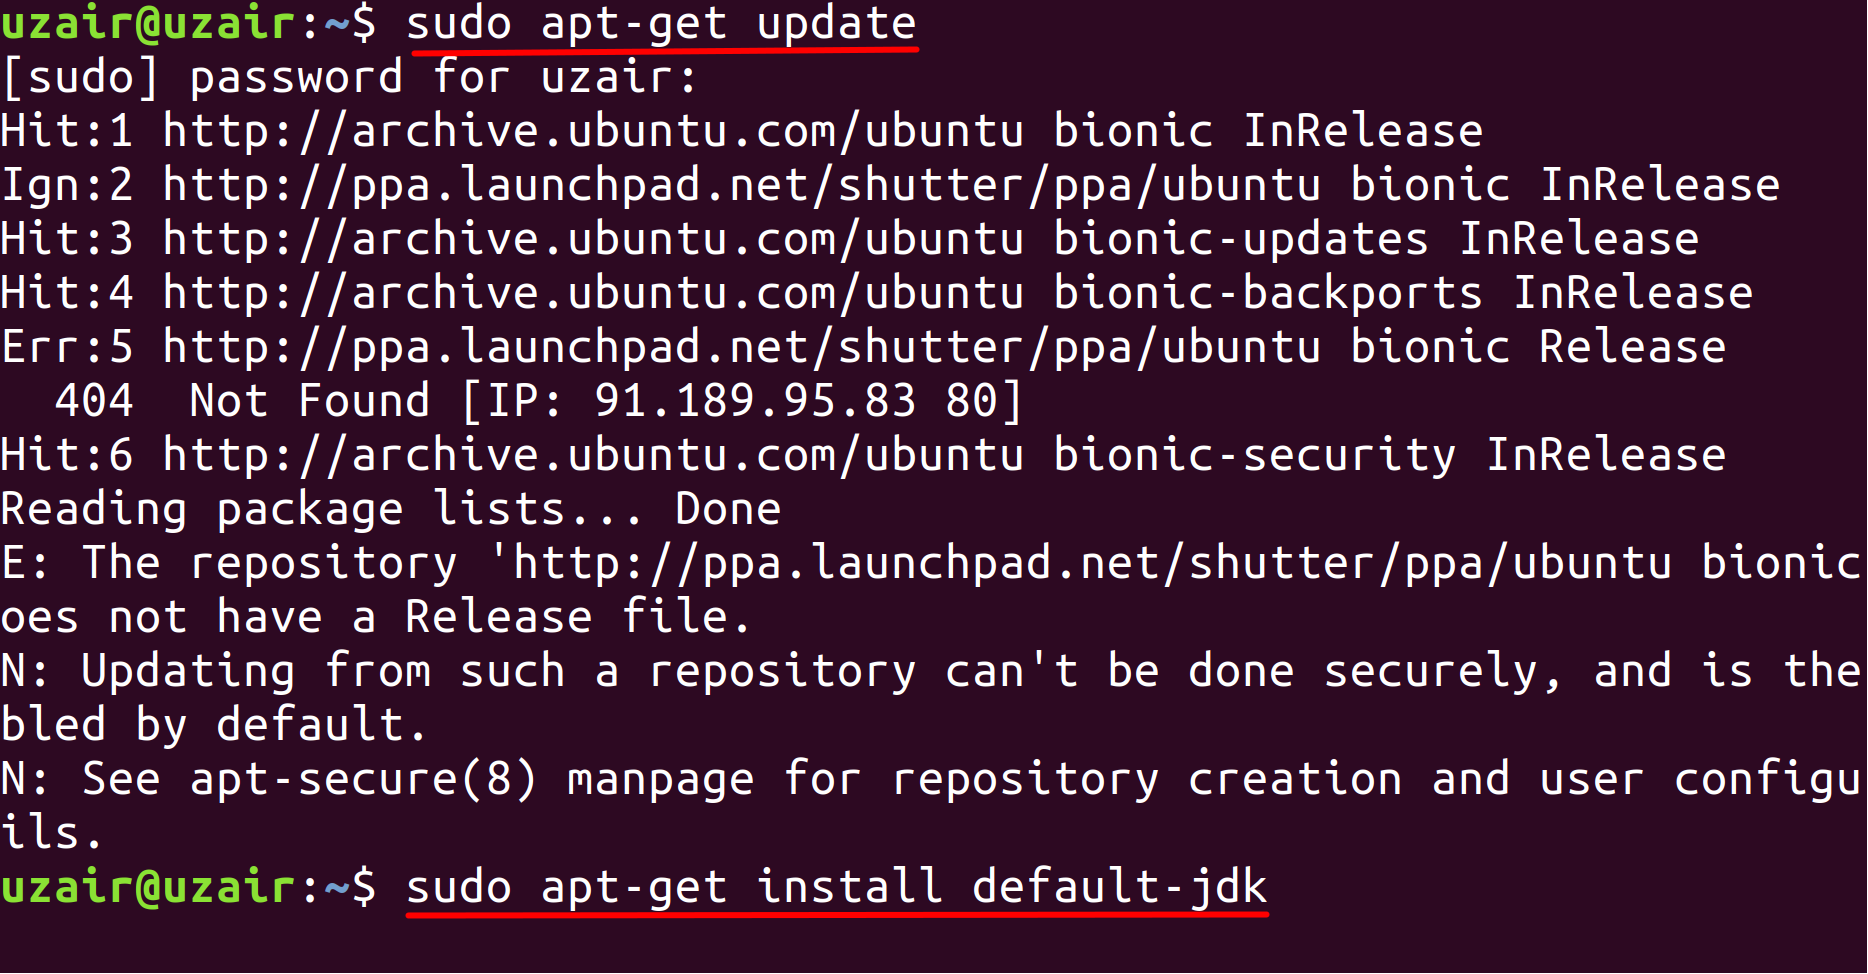 uzair@uzair:~$ sudo apt-get update
[sudo] password for uzair:
Hit:1 http://archive.ubuntu.com/ubuntu bionic InRelease
Ign:2 http://ppa.launchpad.net/shutter/ppa/ubuntu bionic InRelease
Hit:3 http://archive.ubuntu.com/ubuntu bionic-updates InRelease
Hit:4 http://archive.ubuntu.com/ubuntu bionic-backports InRelease
Err:5 http://ppa.launchpad.net/shutter/ppa/ubuntu bionic Release
  404  Not Found [IP: 91.189.95.83 80]
Hit:6 http://archive.ubuntu.com/ubuntu bionic-security InRelease
Reading package lists... Done
E: The repository 'http://ppa.launchpad.net/shutter/ppa/ubuntu bionic
oes not have a Release file.
N: Updating from such a repository can't be done securely, and is the
bled by default.
N: See apt-secure(8) manpage for repository creation and user configu
ils.
uzair@uzair:~$ sudo apt-get install default-jdk